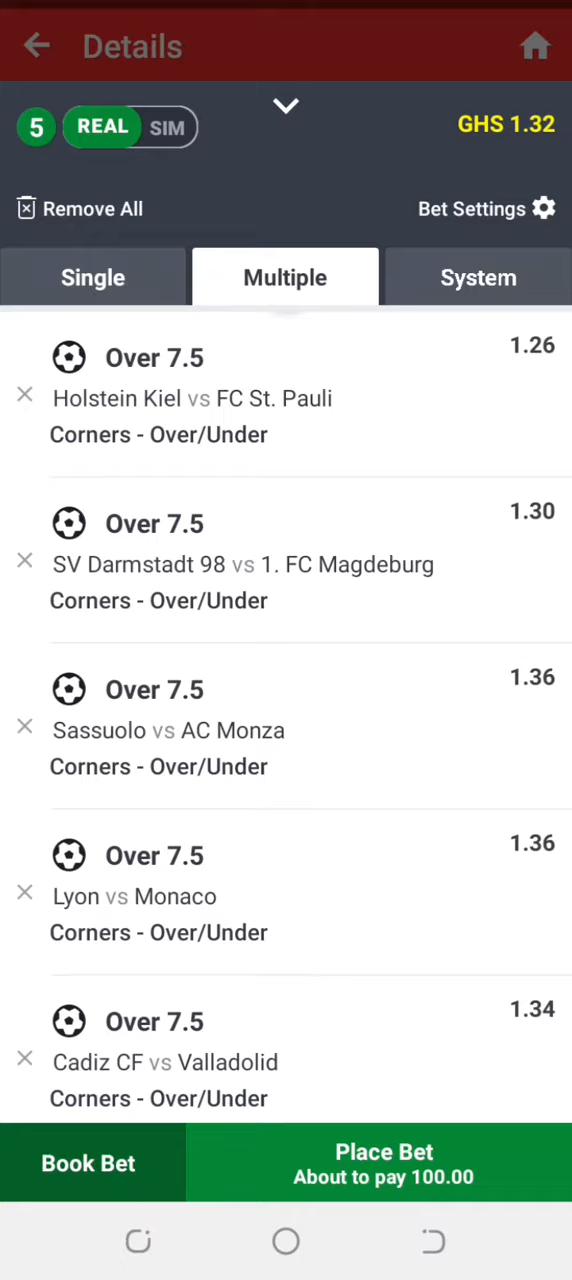 Details
5 REAL SIM GHS 1.32
Remove All Bet Settings
Single Multiple System
Over 7.5 1.26
Holstein Kiel vs FC St. Pauli
Corners - Over/Under
Over 7.5 1.30
SV Darmstadt 98 vs 1. FC Magdeburg
Corners - Over/Under
Over 7.5 1.36
Sassuolo vs AC Monza
Corners - Over/Under
Over 7.5 1.36
Lyon vs Monaco
Corners - Over/Under
Over 7.5 1.34
Cadiz CF vs Valladolid
Corners - Over/Under
Book Bet Place Bet
About to pay 100.00